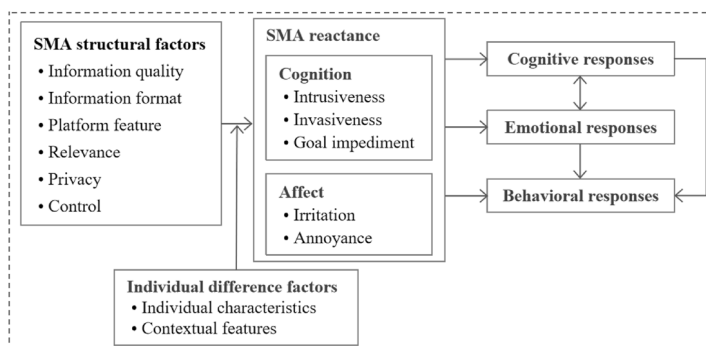 SMA structural factors
• Information quality
• Information format
• Platform feature
• Relevance
• Privacy
• Control
SMA reactance
Cognition
• Intrusiveness
• Invasiveness
• Goal impediment
Affect
• Irritation
• Annoyance
Cognitive responses
Emotional responses
Behavioral responses
Individual difference factors
• Individual characteristics
• Contextual features